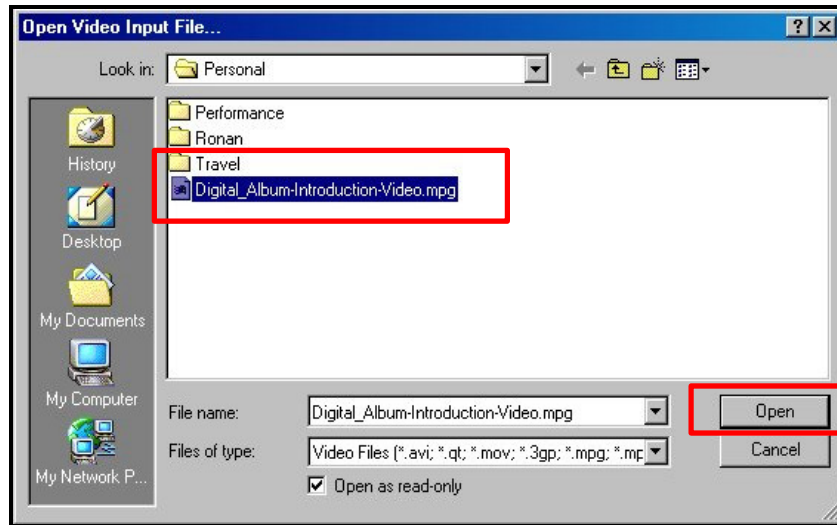 Open Video Input File...
Look in:
Personal
History
Desktop
My Documents
My Computer
My Network P...
Performance
Ronan
Travel
Digital_Album-Introduction-Video.mpg
File name:
Digital_Album-Introduction-Video.mpg
Open
Files of type:
Video Files (*.avi; *.qt; *.mov; *.3gp; *.mpg; *.mp
Cancel
Open as read-only